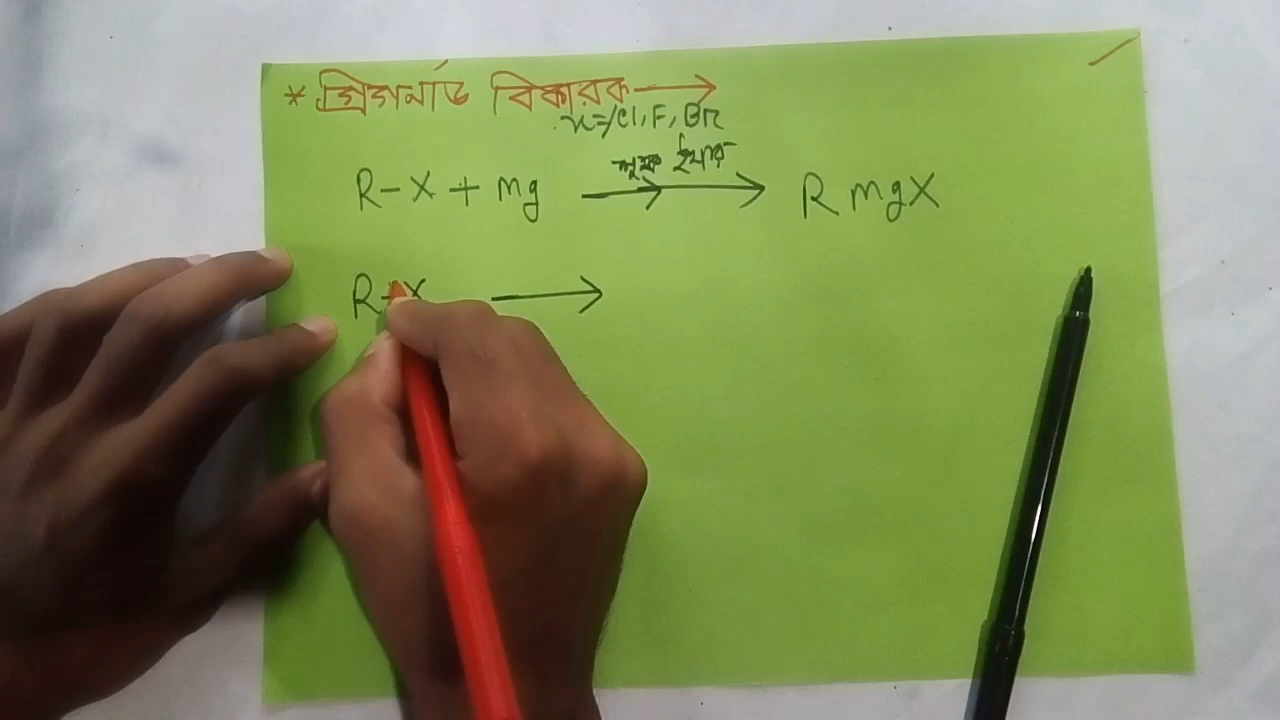 * গ্রিগনার্ড বিকারক →
x = Cl, F, Br
শুষ্ক ইথার
R - X + mg → R mgX
R - X →